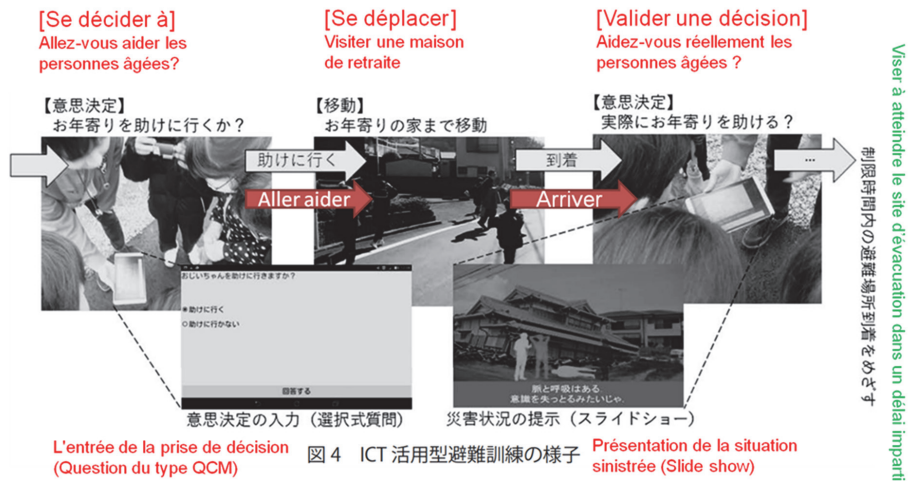 [Se décider à]
Allez-vous aider les
personnes âgées?
[Se déplacer]
Visiter une maison
de retraite
[Valider une décision]
Aidez-vous réellement les
personnes âgées ?
【意思決定】
お年寄りを助けに行くか？
【移動】
お年寄りの家まで移動
【意思決定】
実際にお年寄りを助ける？
助けに行く
到着
...
Aller aider
Arriver
おじいちゃんを助けに行きますか？
助けに行く
助けに行かない
回答する
脈と呼吸はある
意識を失っとるみたいじゃ
意思決定の入力（選択式質問）
災害状況の提示（スライドショー）
L'entrée de la prise de décision
(Question du type QCM)
図4 ICT 活用型避難訓練の様子
Présentation de la situation
sinistrée (Slide show)
制限時間内の避難場所到着をめざす
Viser à atteindre le site d'évacuation dans un délai imparti